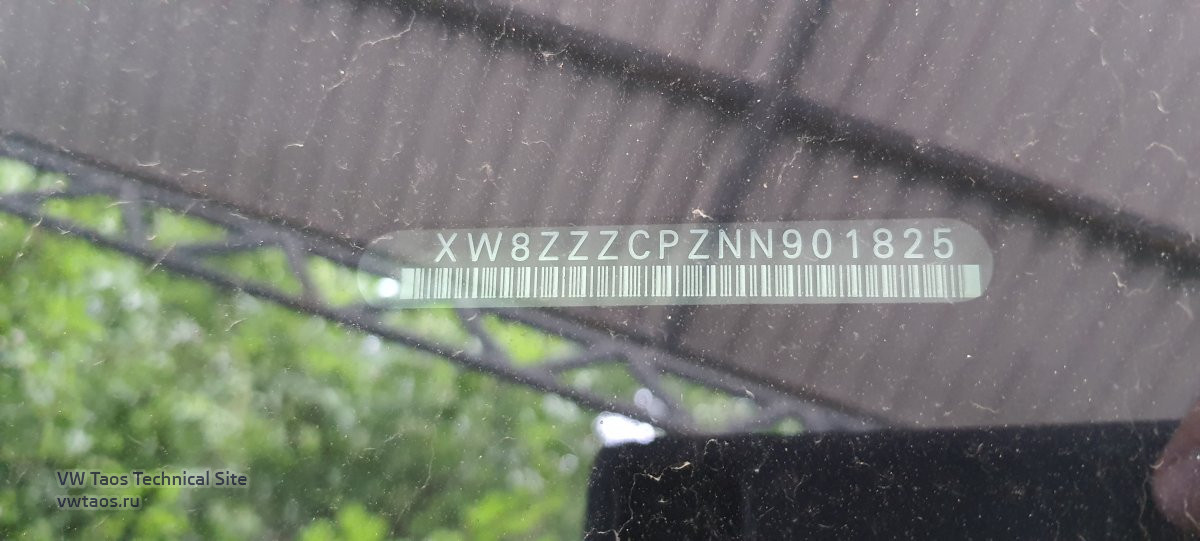 XW8ZZZCPZNN901825
VW Taos Technical Site
vwtaos.ru